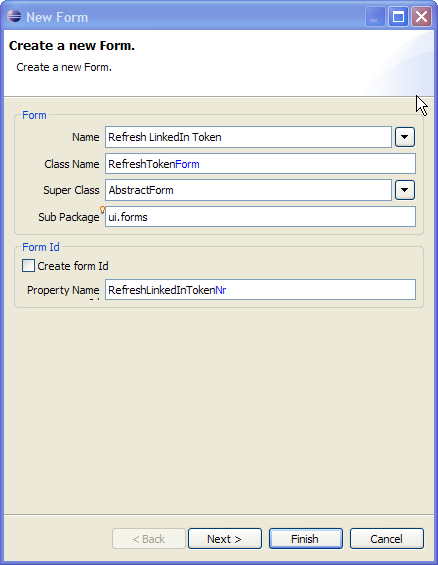 New Form
Create a new Form.
Create a new Form.
Form
Name Refresh LinkedIn Token
Class Name RefreshTokenForm
Super Class AbstractForm
Sub Package ui.forms
Form Id
Create form Id
Property Name RefreshLinkedInTokenNr
< Back Next > Finish Cancel